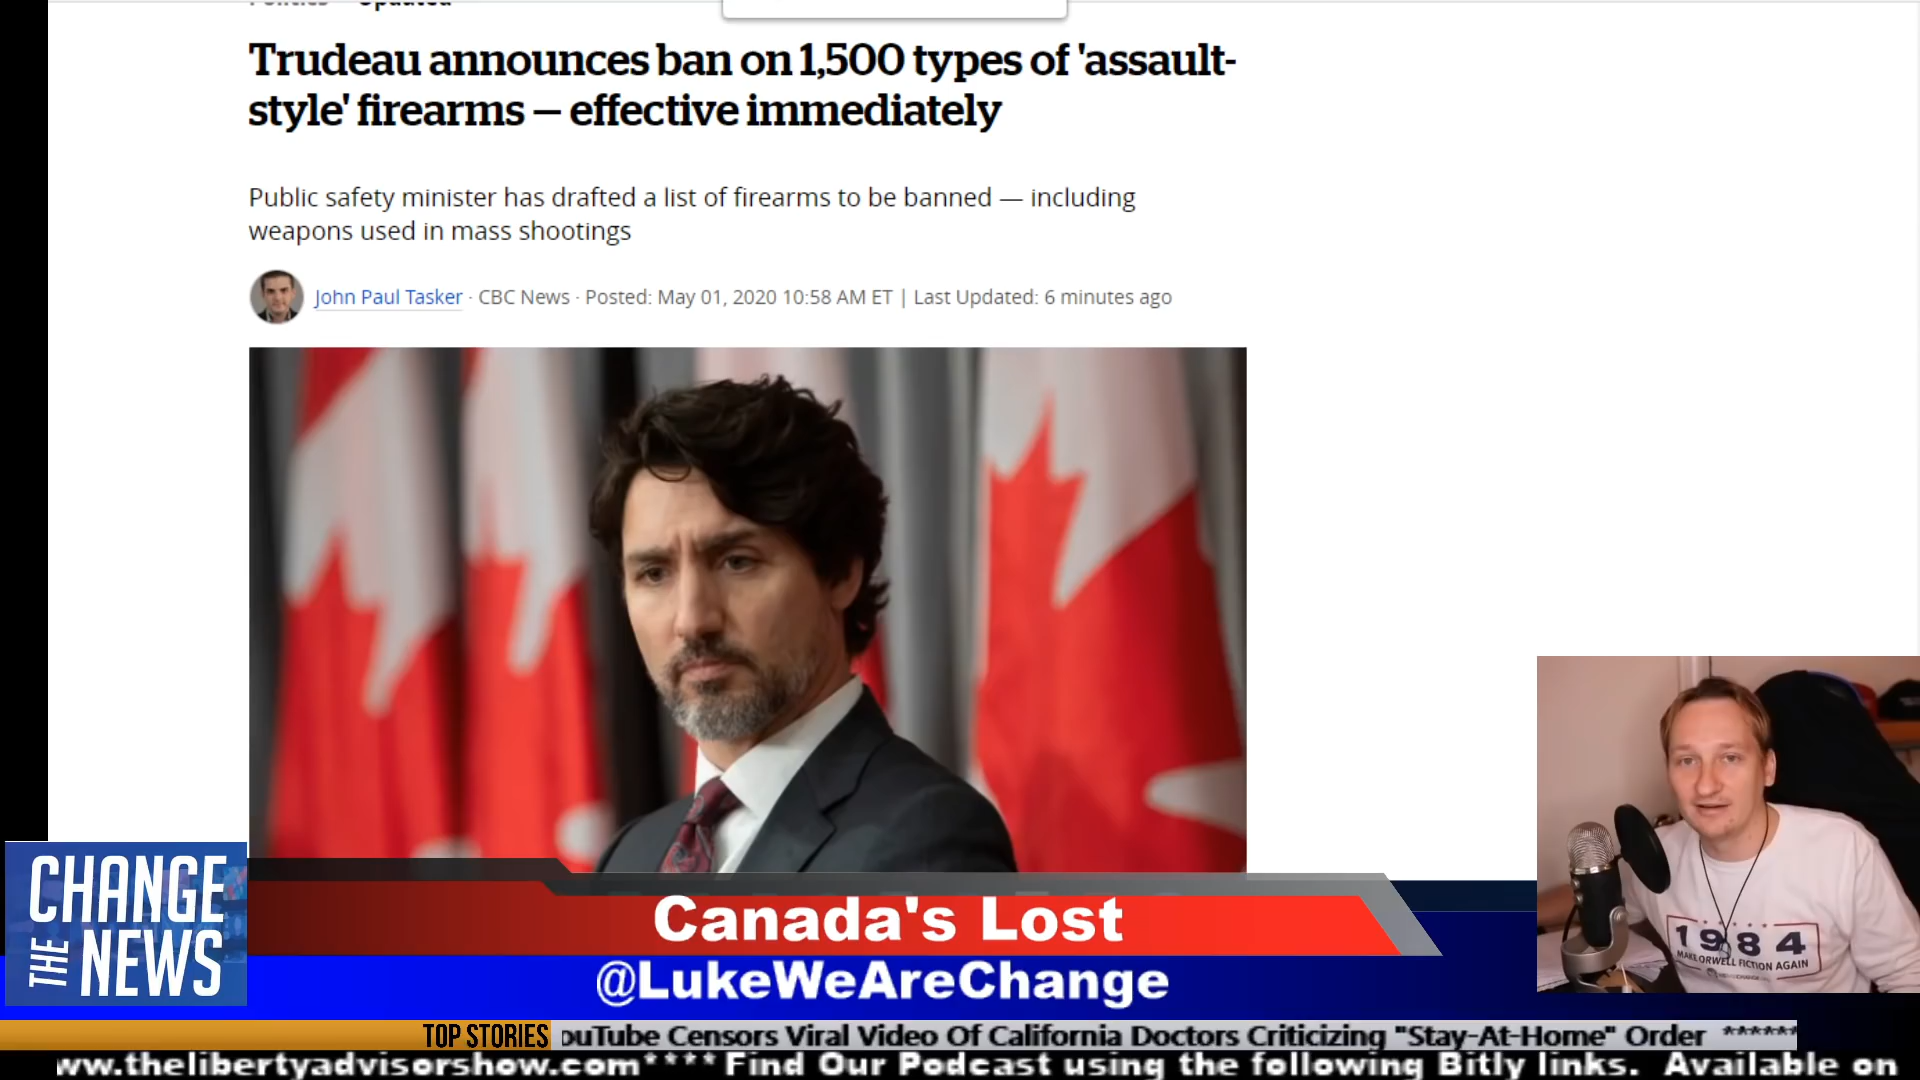 Politics · Updated
Trudeau announces ban on 1,500 types of 'assault-
style' firearms — effective immediately
Public safety minister has drafted a list of firearms to be banned — including
weapons used in mass shootings
John Paul Tasker · CBC News · Posted: May 01, 2020 10:58 AM ET | Last Updated: 6 minutes ago
1984
MAKE ORWELL FICTION AGAIN
CHANGE
THE NEWS
Canada's Lost
@LukeWeAreChange
TOP STORIES ouTube Censors Viral Video Of California Doctors Criticizing "Stay-At-Home" Order ******
www.thelibertyadvisorshow.com**** Find Our Podcast using the following Bitly links. Available on